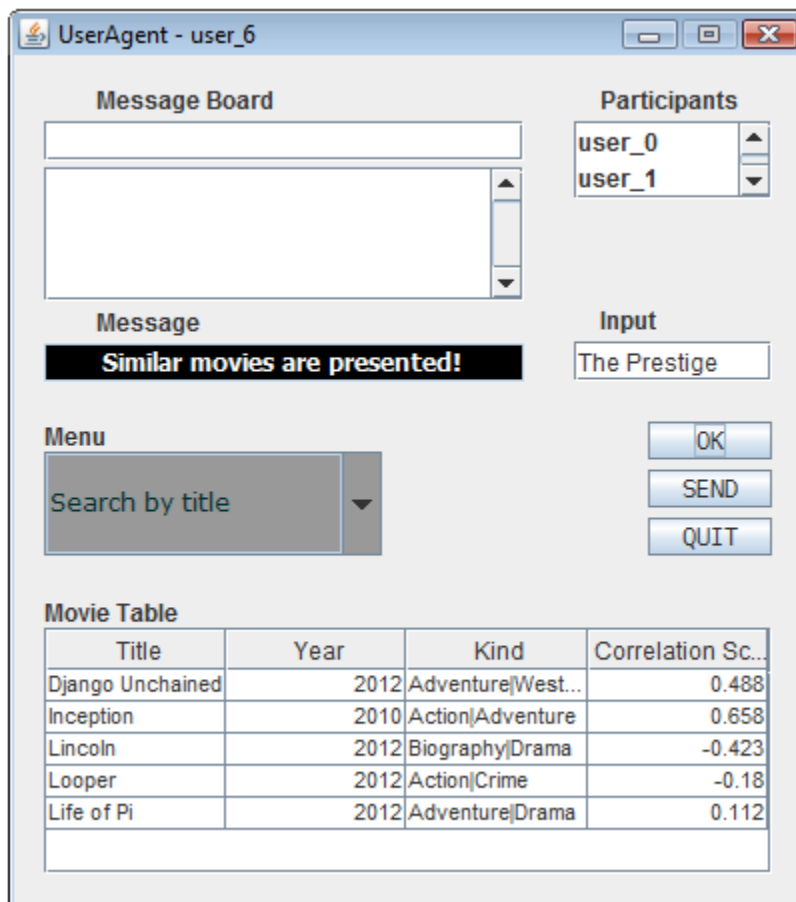 UserAgent - user_6
Message Board
Participants
user_0
user_1
Message
Input
Similar movies are presented!
The Prestige
Menu
OK
Search by title
SEND
QUIT
Movie Table
Title Year Kind Correlation Sc...
Django Unchained 2012 Adventure|West...  0.488
Inception 2010 Action|Adventure 0.658
Lincoln 2012 Biography|Drama -0.423
Looper 2012 Action|Crime -0.18
Life of Pi 2012 Adventure|Drama 0.112